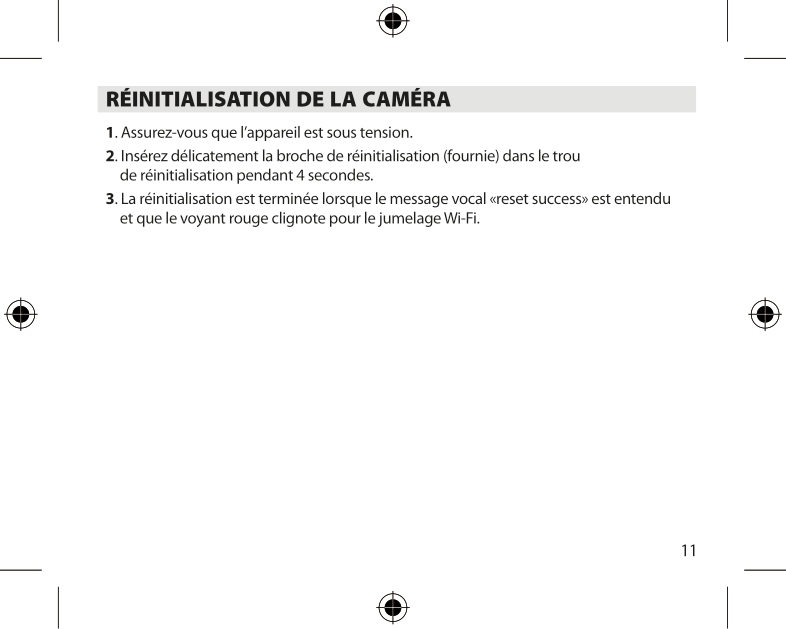 RÉINITIALISATION DE LA CAMÉRA
1. Assurez-vous que l’appareil est sous tension.
2. Insérez délicatement la broche de réinitialisation (fournie) dans le trou
de réinitialisation pendant 4 secondes.
3. La réinitialisation est terminée lorsque le message vocal «reset success» est entendu
et que le voyant rouge clignote pour le jumelage Wi-Fi.
11